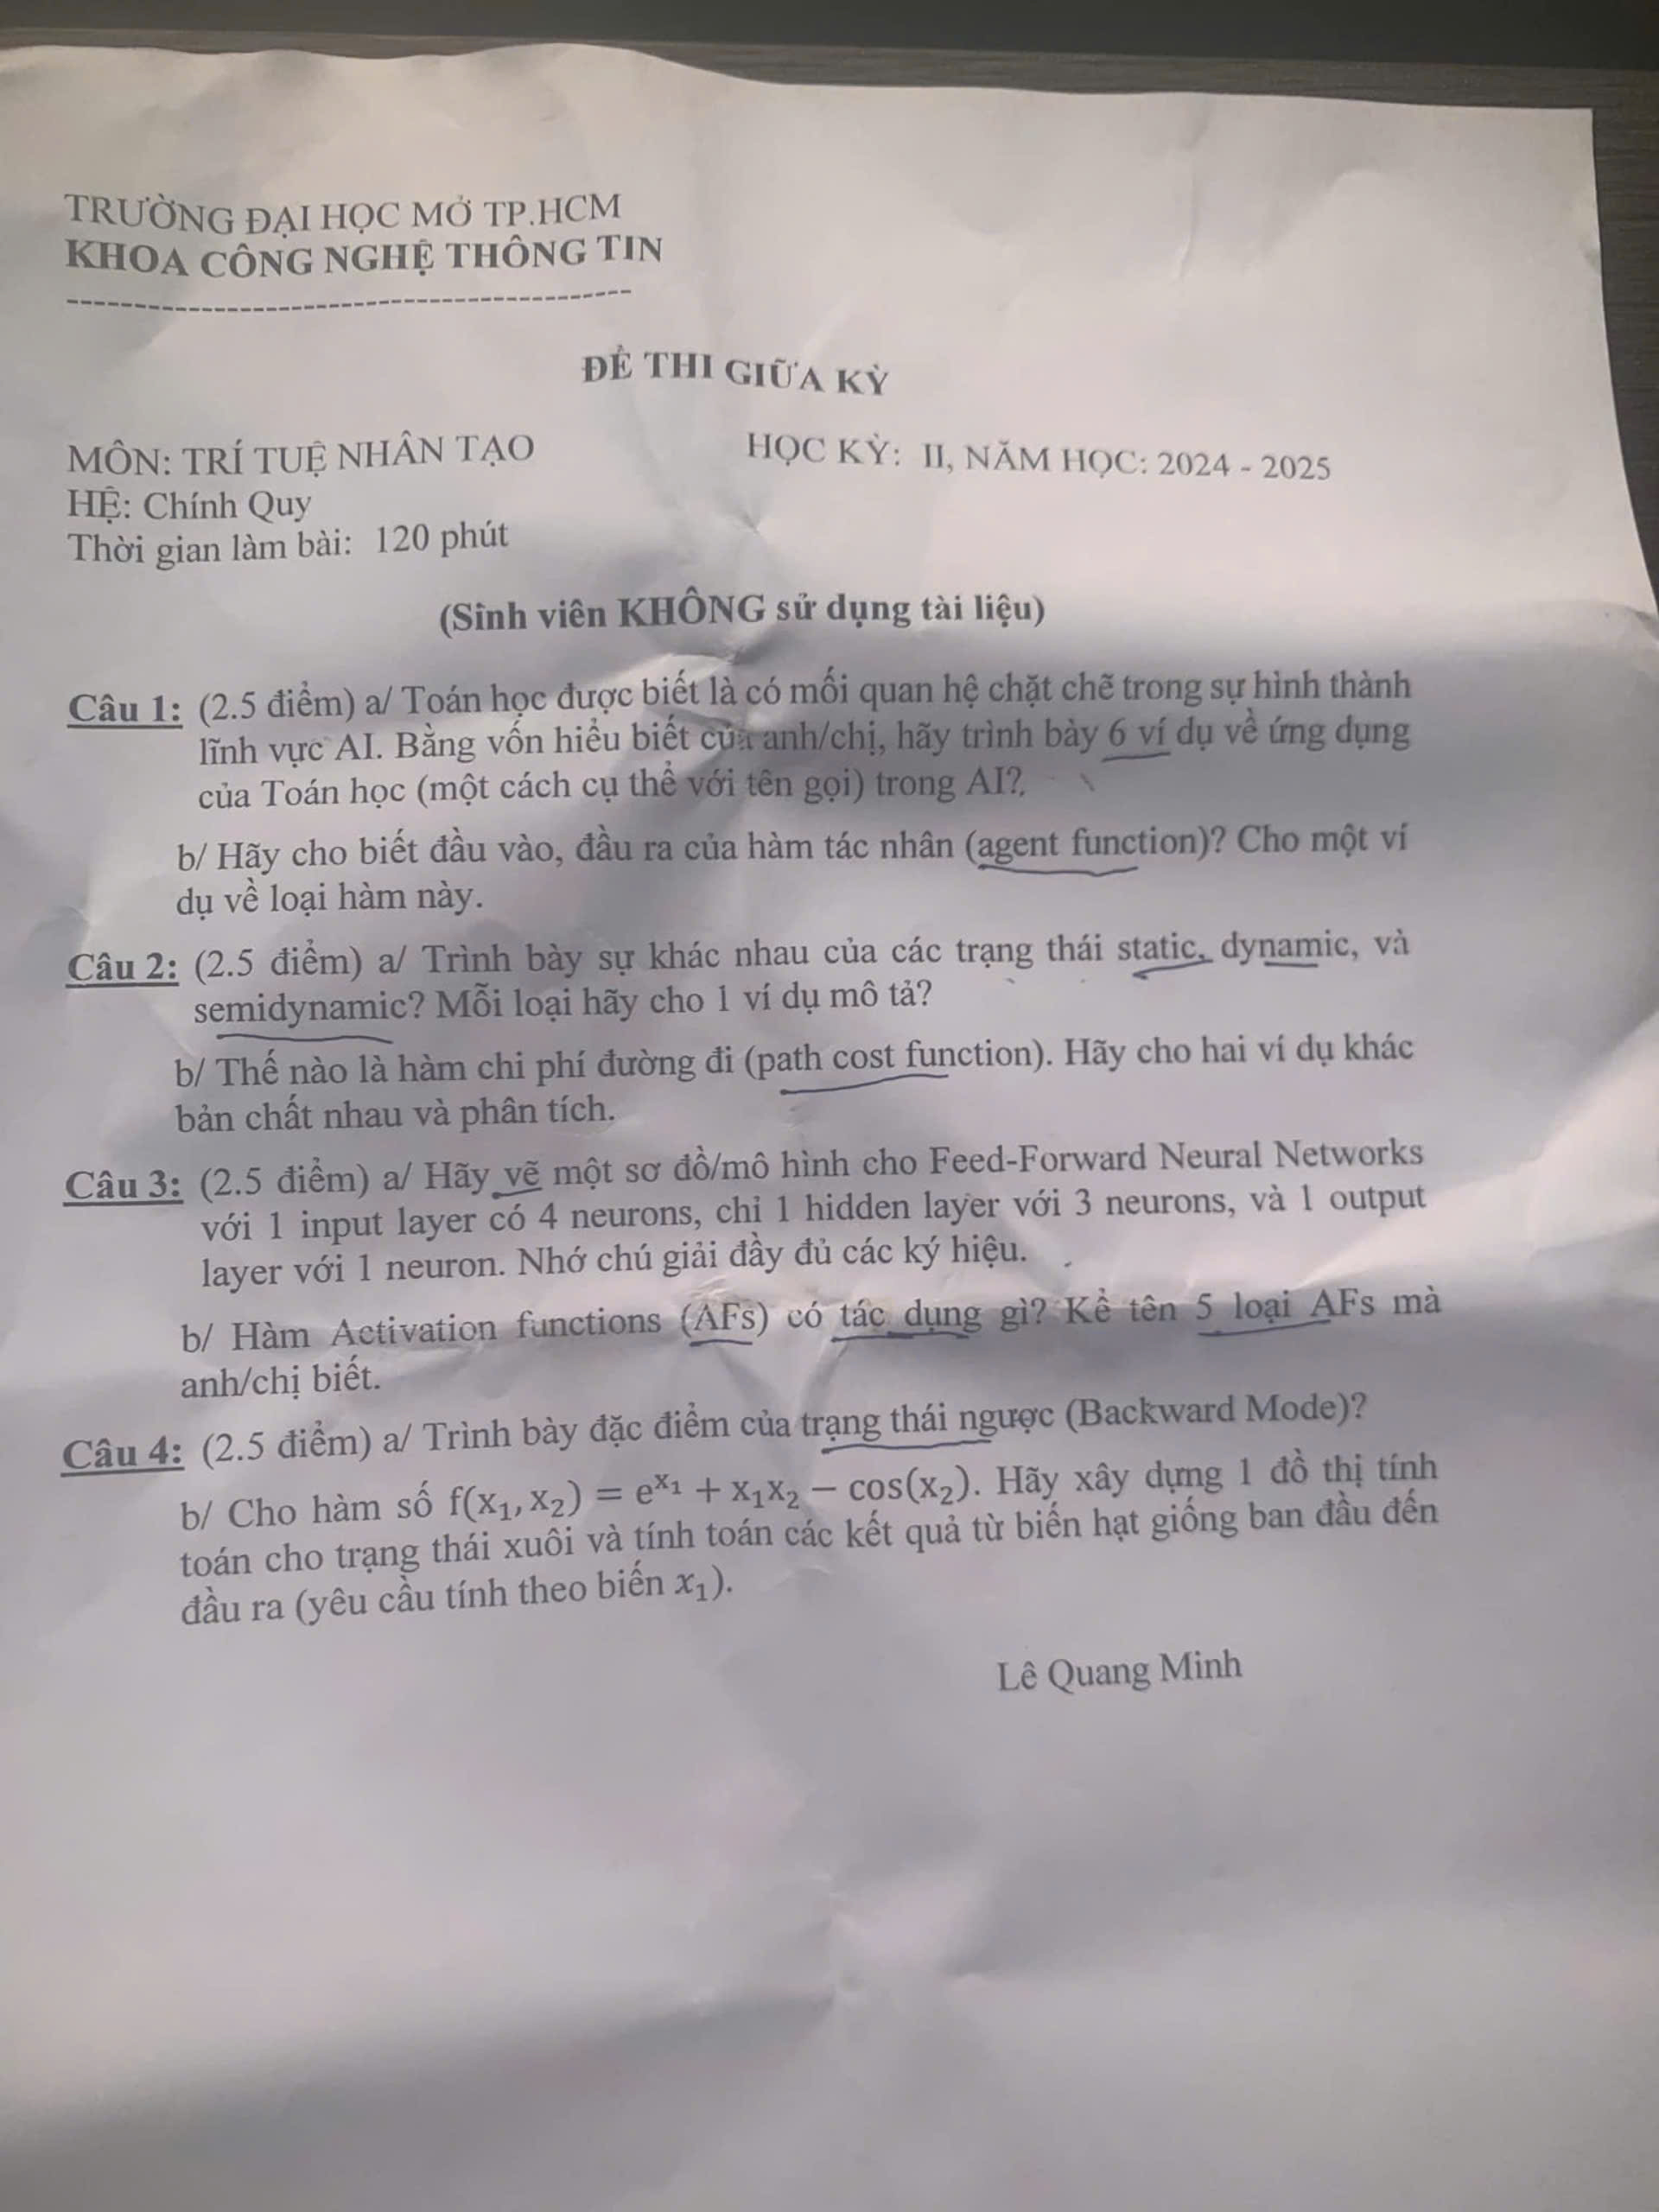 TRƯỜNG ĐẠI HỌC MỞ TP.HCM
KHOA CÔNG NGHỆ THÔNG TIN
ĐỀ THI GIỮA KỲ
MÔN: TRÍ TUỆ NHÂN TẠO
HỌC KỲ: II, NĂM HỌC: 2024 - 2025
HỆ: Chính Quy
Thời gian làm bài: 120 phút
(Sinh viên KHÔNG sử dụng tài liệu)
Câu 1: (2.5 điểm) a/ Toán học được biết là có mối quan hệ chặt chẽ trong sự hình thành
lĩnh vực AI. Bằng vốn hiểu biết của anh/chị, hãy trình bày 6 ví dụ về ứng dụng
của Toán học (một cách cụ thể với tên gọi) trong AI?
b/ Hãy cho biết đầu vào, đầu ra của hàm tác nhân (agent function)? Cho một ví
dụ về loại hàm này.
Câu 2: (2.5 điểm) a/ Trình bày sự khác nhau của các trạng thái static, dynamic, và
semidynamic? Mỗi loại hãy cho 1 ví dụ mô tả?
b/ Thế nào là hàm chi phí đường đi (path cost function). Hãy cho hai ví dụ khác
bản chất nhau và phân tích.
Câu 3: (2.5 điểm) a/ Hãy vẽ một sơ đồ/mô hình cho Feed-Forward Neural Networks
với 1 input layer có 4 neurons, chỉ 1 hidden layer với 3 neurons, và 1 output
layer với 1 neuron. Nhớ chú giải đầy đủ các ký hiệu.
b/ Hàm Activation functions (AFs) có tác dụng gì? Kể tên 5 loại AFs mà
anh/chị biết.
Câu 4: (2.5 điểm) a/ Trình bày đặc điểm của trạng thái ngược (Backward Mode)?
b/ Cho hàm số f(x₁, x₂) = eˣ¹ + x₁x₂ − cos(x₂). Hãy xây dựng 1 đồ thị tính
toán cho trạng thái xuôi và tính toán các kết quả từ biến hạt giống ban đầu đến
đầu ra (yêu cầu tính theo biến x₁).
Lê Quang Minh